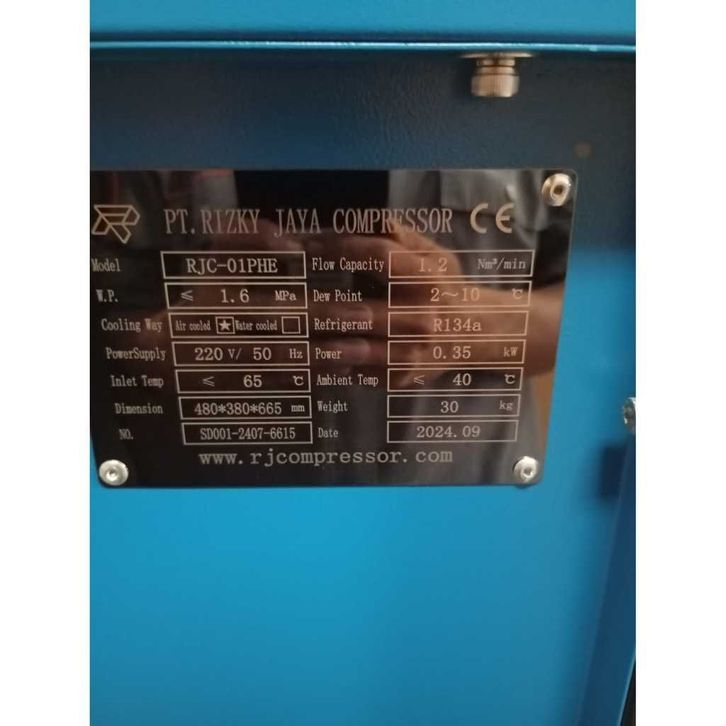 PT. RIZKY JAYA COMPRESSOR CE
Model RJC-01PHE Flow Capacity 1.2 Nm³/min
W.P. ≤ 1.6 MPa Dew Point 2~10 ℃
Cooling Way Air cooled ★ Water cooled Refrigerant R134a
PowerSupply 220 V/ 50 Hz Power 0.35 kW
Inlet Temp ≤ 65 ℃ Ambient Temp ≤ 40 ℃
Dimension 480*380*665 mm Weight 30 kg
NO. SD001-2407-6615 Date 2024.09
www.rjcompressor.com